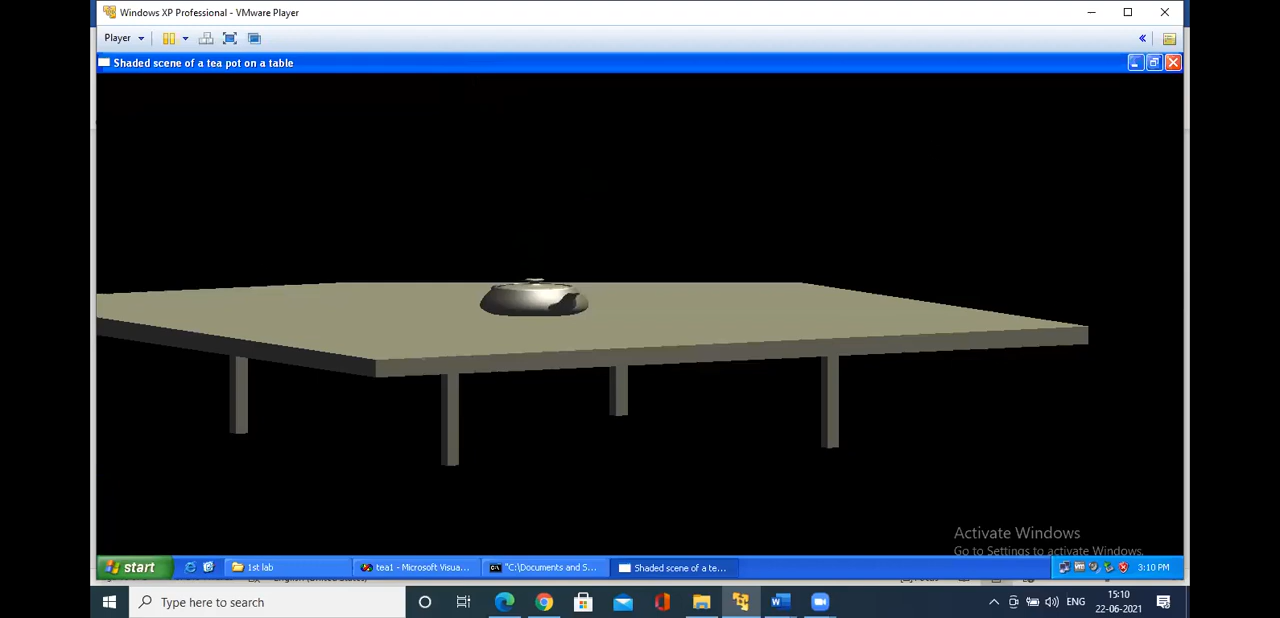 Windows XP Professional - VMware Player
Player
Shaded scene of a tea pot on a table
Activate Windows
Go to Settings to activate Windows.
start
1st lab
tea1 - Microsoft Visua...
"C:\Documents and S...
Shaded scene of a te...
3:10 PM
Type here to search
ENG
15:10
22-06-2021